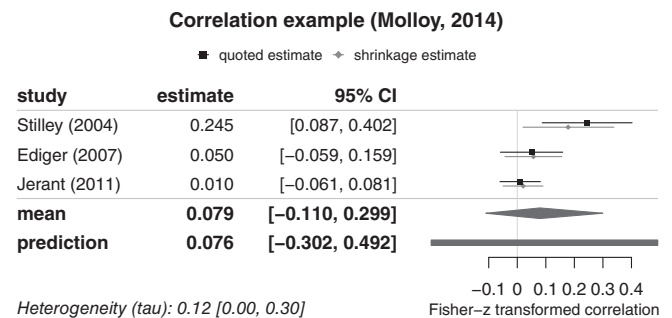 Correlation example (Molloy, 2014)
quoted estimate shrinkage estimate
study estimate 95% CI
Stilley (2004) 0.245 [0.087, 0.402]
Ediger (2007) 0.050 [−0.059, 0.159]
Jerant (2011) 0.010 [−0.061, 0.081]
mean 0.079 [−0.110, 0.299]
prediction 0.076 [−0.302, 0.492]
−0.1 0 0.1 0.2 0.3 0.4
Heterogeneity (tau): 0.12 [0.00, 0.30] Fisher−z transformed correlation